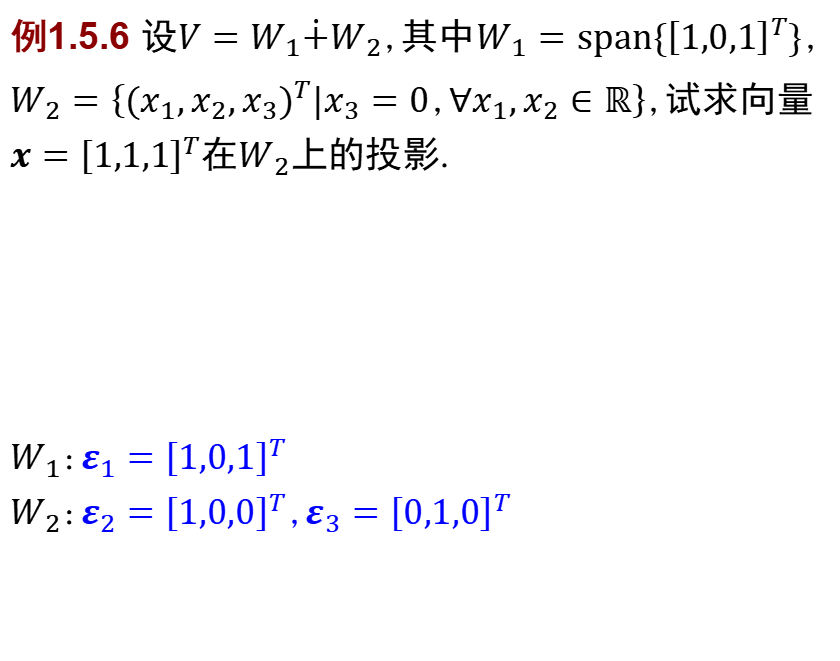 例1.5.6 设V = W₁∔W₂, 其中W₁ = span{[1,0,1]ᵀ},
W₂ = {(x₁, x₂, x₃)ᵀ|x₃ = 0, ∀x₁, x₂ ∈ ℝ}, 试求向量
x = [1,1,1]ᵀ在W₂上的投影.
W₁: ε₁ = [1,0,1]ᵀ
W₂: ε₂ = [1,0,0]ᵀ, ε₃ = [0,1,0]ᵀ